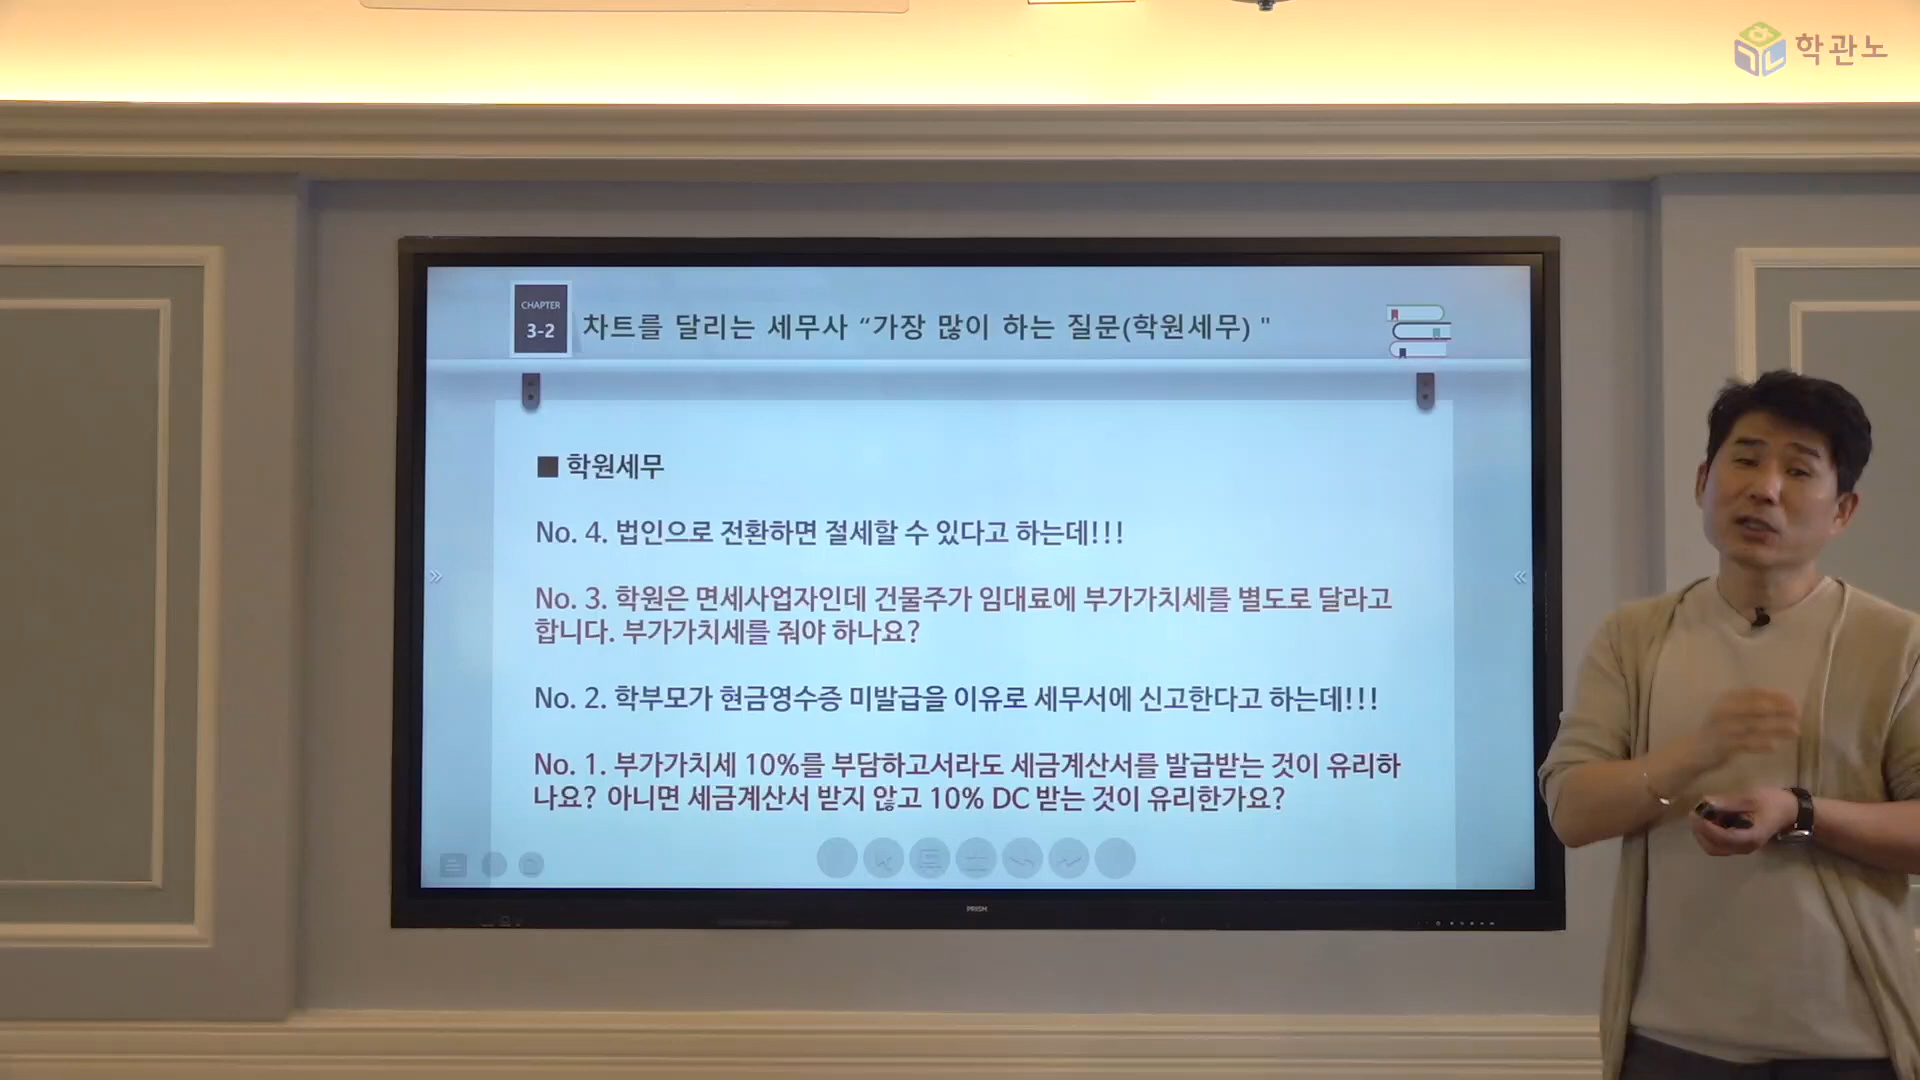 학관노
CHAPTER
3-2
차트를 달리는 세무사 “가장 많이 하는 질문(학원세무) "
■ 학원세무
No. 4. 법인으로 전환하면 절세할 수 있다고 하는데!!!
No. 3. 학원은 면세사업자인데 건물주가 임대료에 부가가치세를 별도로 달라고
합니다. 부가가치세를 줘야 하나요?
No. 2. 학부모가 현금영수증 미발급을 이유로 세무서에 신고한다고 하는데!!!
No. 1. 부가가치세 10%를 부담하고서라도 세금계산서를 발급받는 것이 유리하
나요? 아니면 세금계산서 받지 않고 10% DC 받는 것이 유리한가요?
PRISM